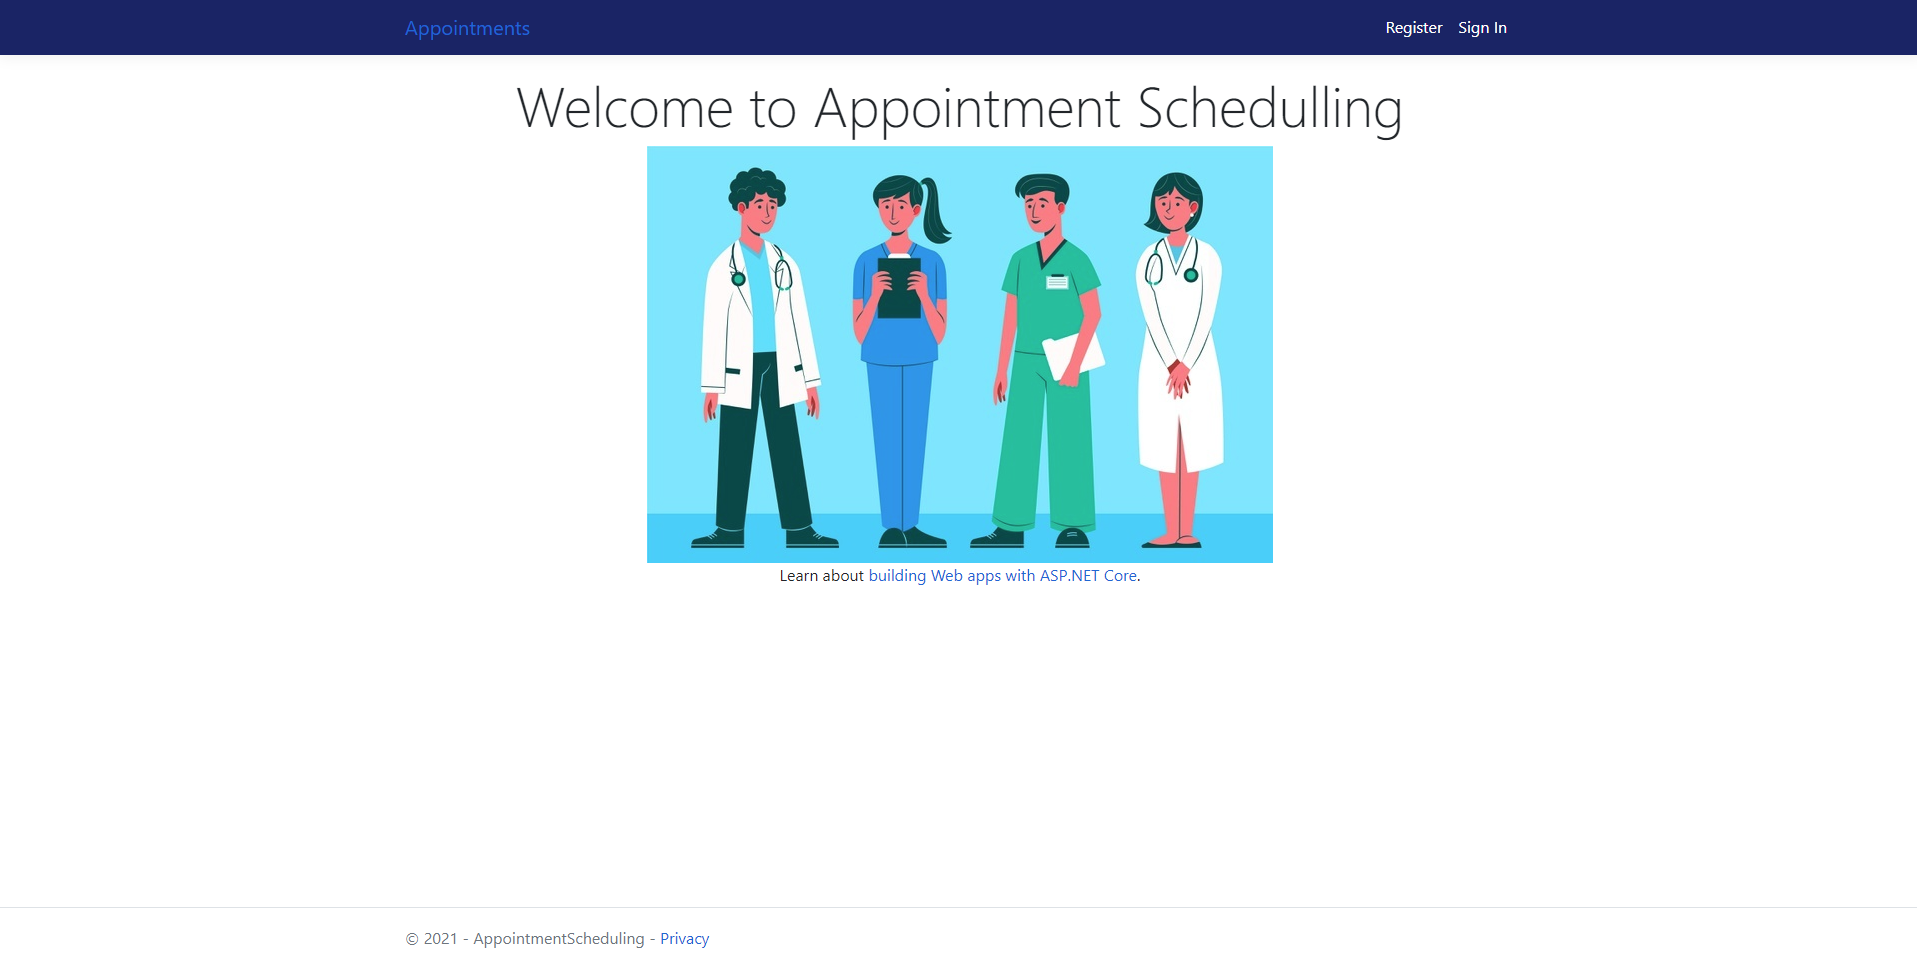 Appointments
Register Sign In
Welcome to Appointment Schedulling
Learn about building Web apps with ASP.NET Core.
© 2021 - AppointmentScheduling - Privacy